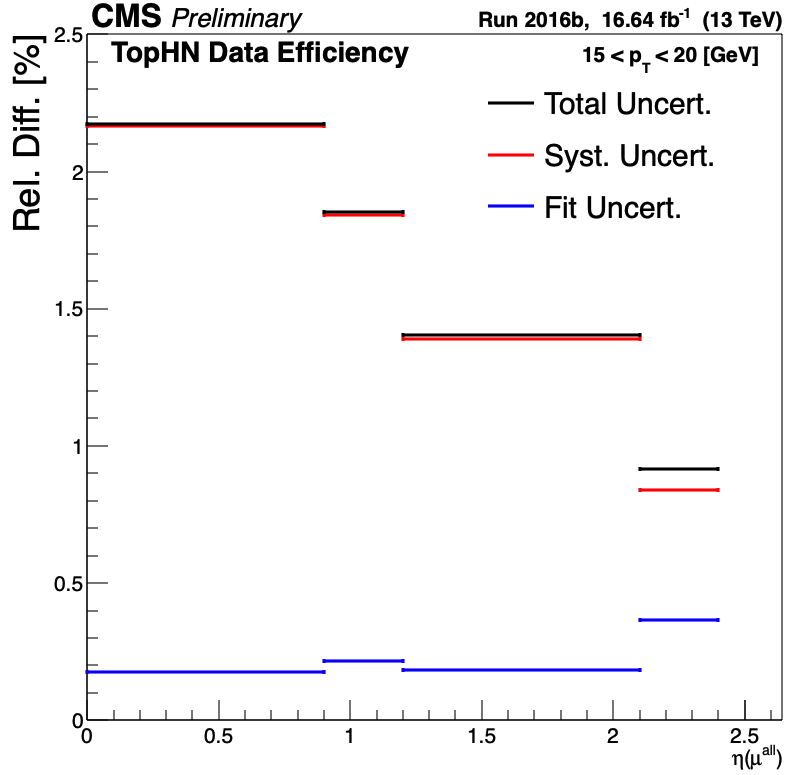 CMS Preliminary
Run 2016b, 16.64 fb⁻¹ (13 TeV)
TopHN Data Efficiency
15 < p_T < 20 [GeV]
Total Uncert.
Syst. Uncert.
Fit Uncert.
Rel. Diff. [%]
2.5
2
1.5
1
0.5
0
0 0.5 1 1.5 2 2.5
η(μ^all)